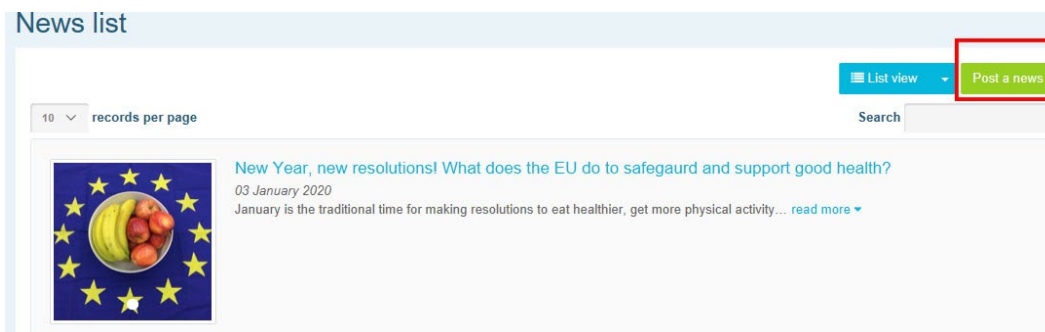 News list
List view
Post a news
10 records per page
Search
New Year, new resolutions! What does the EU do to safegaurd and support good health?
03 January 2020
January is the traditional time for making resolutions to eat healthier, get more physical activity... read more